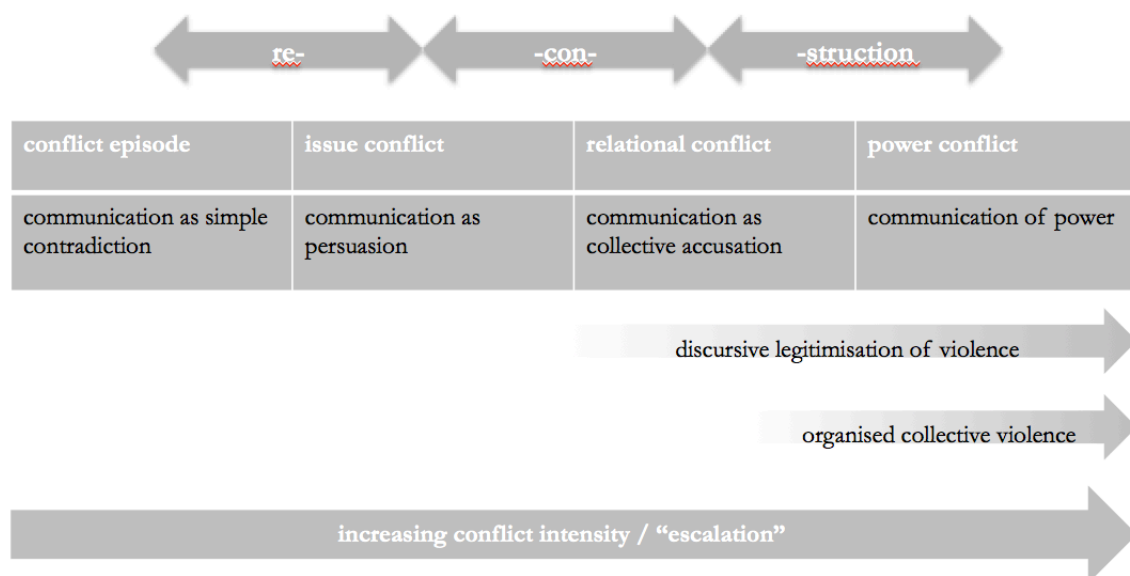 re-
-con-
-struction
conflict episode
issue conflict
relational conflict
power conflict
communication as simple
contradiction
communication as
persuasion
communication as
collective accusation
communication of power
discursive legitimisation of violence
organised collective violence
increasing conflict intensity / “escalation”